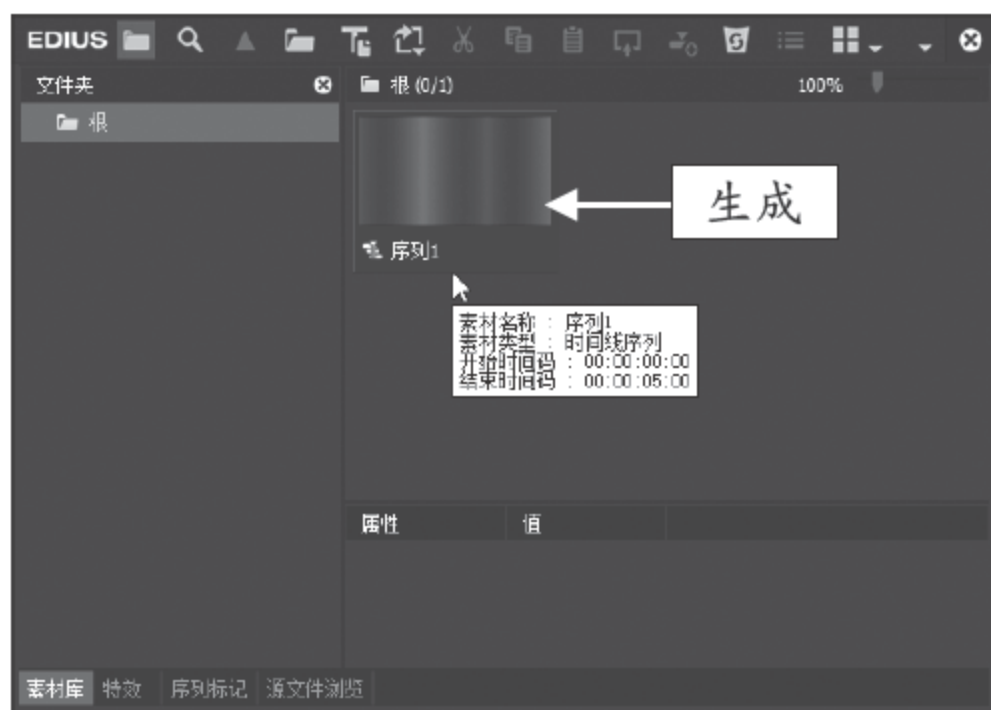 EDIUS
文件夹
根 (0/1)
100%
根
生成
序列1
素材名称 : 序列1
素材类型 : 时间线序列
开始时间码 : 00:00:00:00
结束时间码 : 00:00:05:00
属性 值
素材库 特效 序列标记 源文件浏览